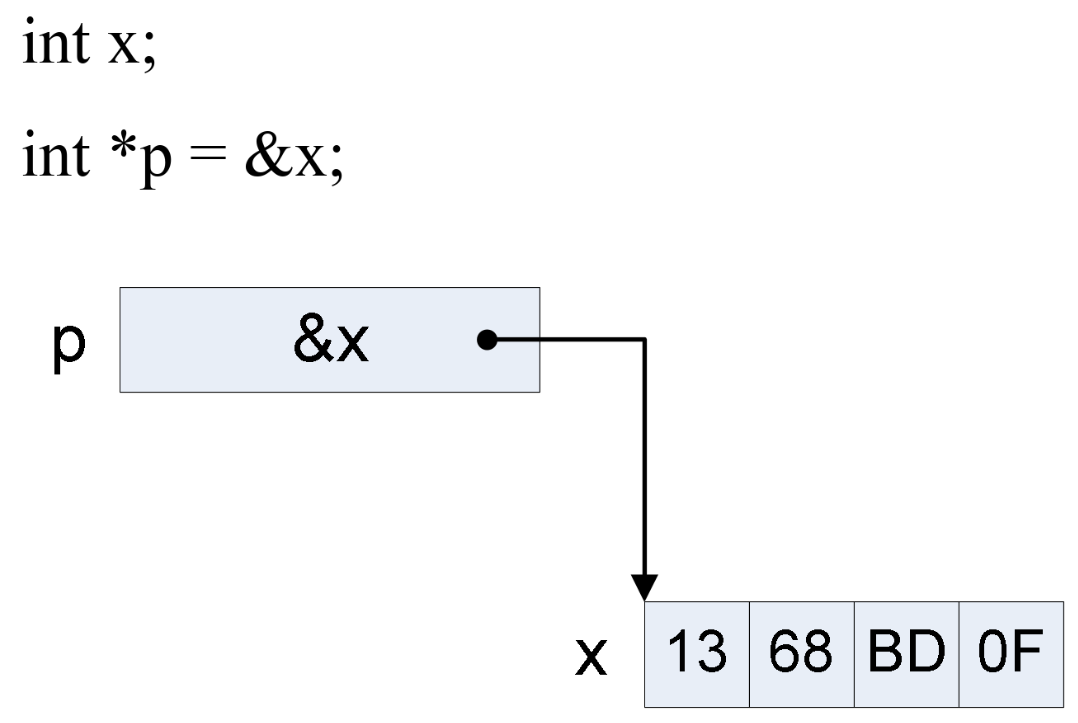 int x;
int *p = &x;
p &x
x 13 68 BD 0F